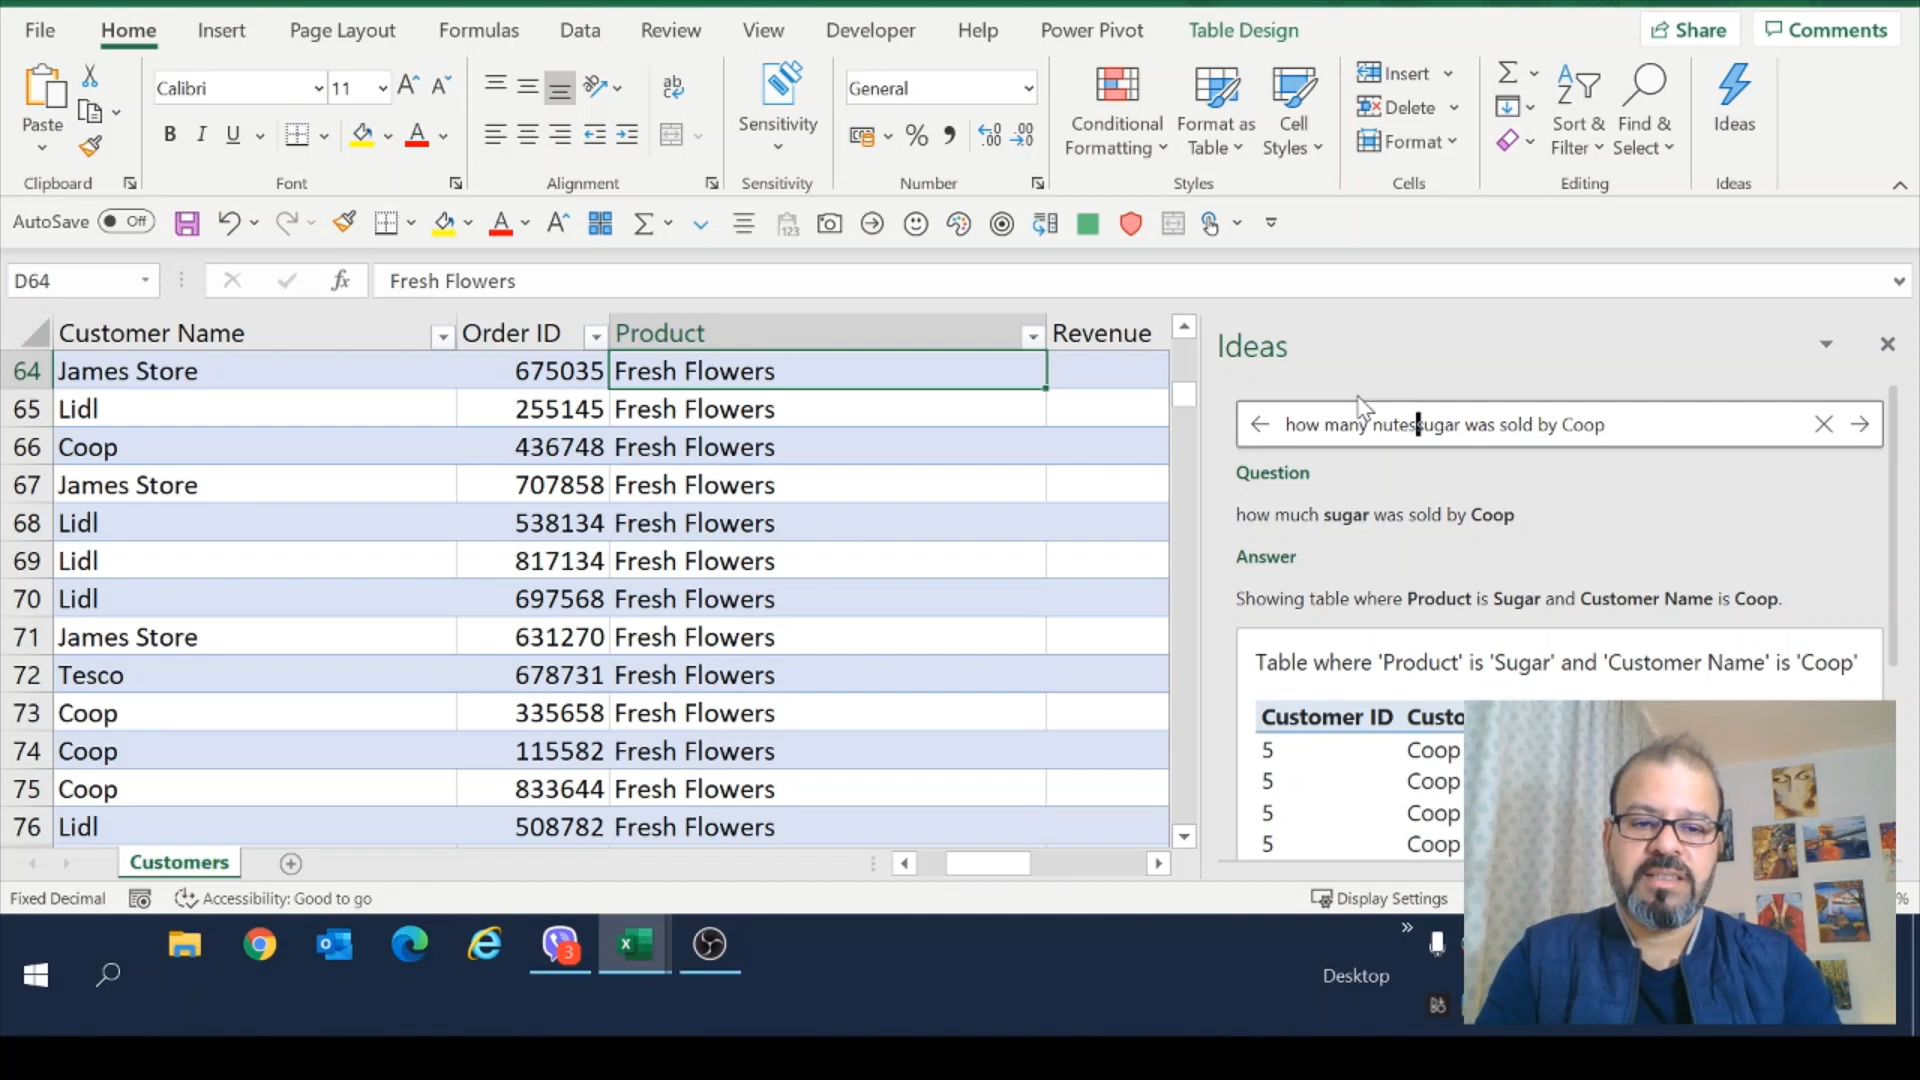 File Home Insert Page Layout Formulas Data Review View Developer Help Power Pivot Table Design Share Comments
Paste
Clipboard
Calibri 11
B I U A
Font
ab
Alignment
Sensitivity
Sensitivity
General
%
Number
Conditional Formatting
Format as Table
Cell Styles
Styles
Insert
Delete
Format
Cells
Sort & Filter
Find & Select
Editing
Ideas
Ideas
AutoSave Off
123
D64 fx Fresh Flowers
Customer Name Order ID Product Revenue
64 James Store 675035 Fresh Flowers
65 Lidl 255145 Fresh Flowers
66 Coop 436748 Fresh Flowers
67 James Store 707858 Fresh Flowers
68 Lidl 538134 Fresh Flowers
69 Lidl 817134 Fresh Flowers
70 Lidl 697568 Fresh Flowers
71 James Store 631270 Fresh Flowers
72 Tesco 678731 Fresh Flowers
73 Coop 335658 Fresh Flowers
74 Coop 115582 Fresh Flowers
75 Coop 833644 Fresh Flowers
76 Lidl 508782 Fresh Flowers
Customers
Ideas
how many nutessugar was sold by Coop
Question
how much sugar was sold by Coop
Answer
Showing table where Product is Sugar and Customer Name is Coop.
Table where 'Product' is 'Sugar' and 'Customer Name' is 'Coop'
Customer ID Custo
5 Coop
5 Coop
5 Coop
5 Coop
Fixed Decimal Accessibility: Good to go Display Settings %
3
Desktop